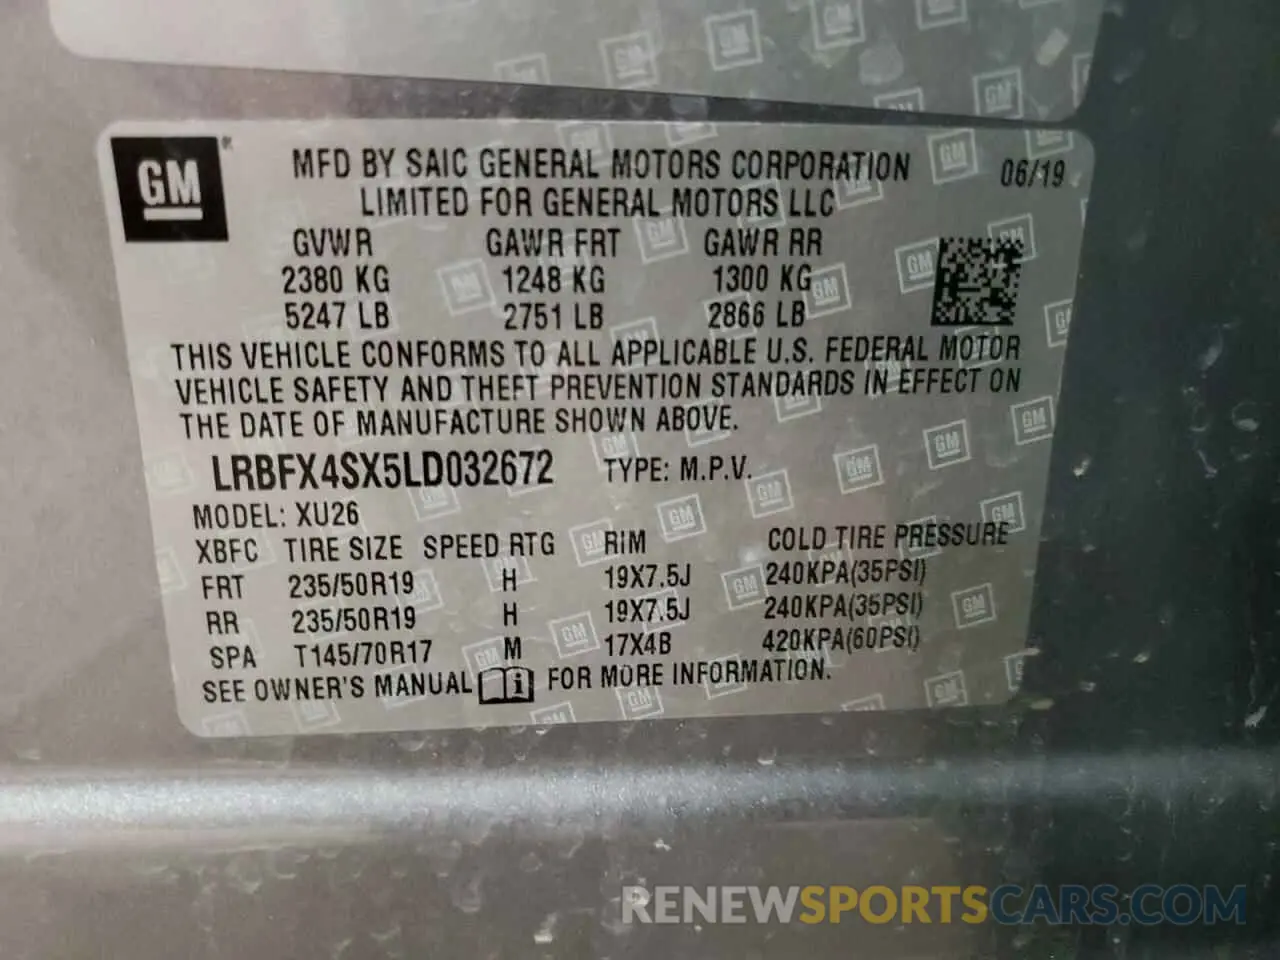 GM
MFD BY SAIC GENERAL MOTORS CORPORATION 06/19
LIMITED FOR GENERAL MOTORS LLC
GVWR GAWR FRT GAWR RR
2380 KG 1248 KG 1300 KG
5247 LB 2751 LB 2866 LB
THIS VEHICLE CONFORMS TO ALL APPLICABLE U.S. FEDERAL MOTOR
VEHICLE SAFETY AND THEFT PREVENTION STANDARDS IN EFFECT ON
THE DATE OF MANUFACTURE SHOWN ABOVE.
LRBFX4SX5LD032672 TYPE: M.P.V.
MODEL: XU26
XBFC TIRE SIZE SPEED RTG RIM COLD TIRE PRESSURE
FRT 235/50R19 H 19X7.5J 240KPA(35PSI)
RR 235/50R19 H 19X7.5J 240KPA(35PSI)
SPA T145/70R17 M 17X4B 420KPA(60PSI)
SEE OWNER'S MANUAL FOR MORE INFORMATION.
RENEWSPORTSCARS.COM